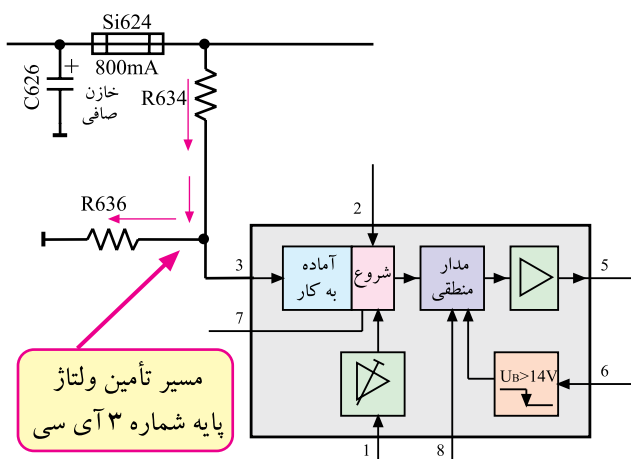 Si624
800mA
C626
+
خازن
صافی
R634
R636
2
3
آماده
به کار
شروع
مدار
منطقی
5
7
U_B>14V
6
1
8
مسیر تأمین ولتاژ
پایه شماره ۳ آی سی